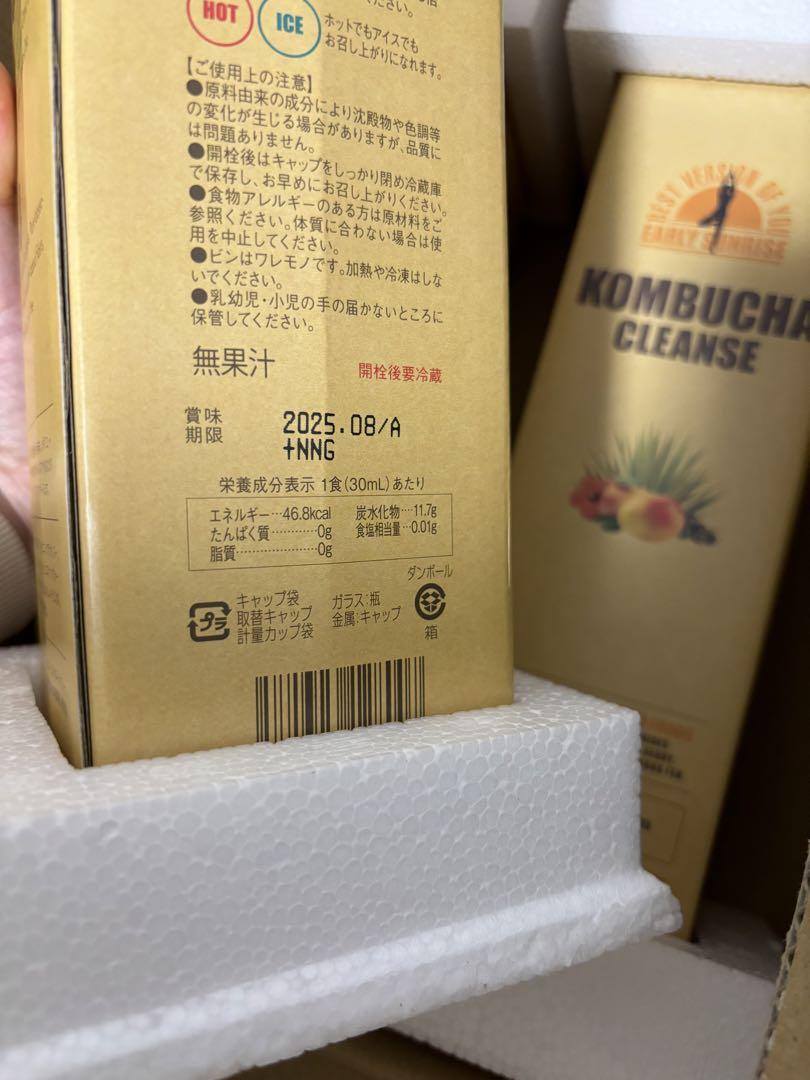 HOT
ICE
ください。
ホットでもアイスでも
お召し上がりになれます。
【ご使用上の注意】
●原料由来の成分により沈殿物や色調等
の変化が生じる場合がありますが、品質に
は問題ありません。
●開栓後はキャップをしっかり閉め冷蔵庫
で保存し、お早めにお召し上がりください。
●食物アレルギーのある方は原材料をご
参照ください。体質に合わない場合は使
用を中止してください。
●ビンはワレモノです。加熱や冷凍はしな
いでください。
●乳幼児・小児の手の届かないところに
保管してください。
無果汁
開栓後要冷蔵
賞味
期限
2025.08/A
+NNG
栄養成分表示 1食(30mL)あたり
エネルギー…46.8kcal 炭水化物…11.7g
たんぱく質………0g 食塩相当量…0.01g
脂質……………0g
プラ
キャップ袋
取替キャップ
計量カップ袋
ガラス:瓶
金属:キャップ
ダンボール
箱
BEST VERSION OF YOU
EARLY SUNRISE
KOMBUCHA
CLEANSE